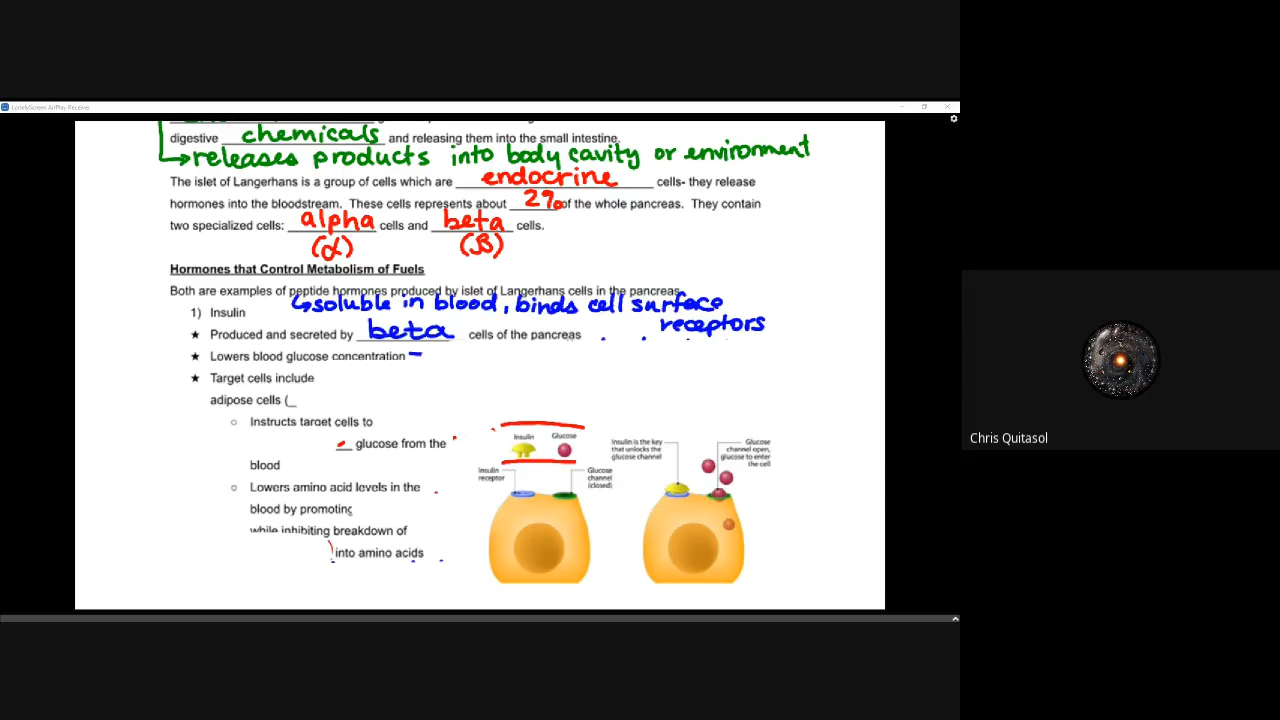 LonelyScreen AirPlay Receiver
digestive chemicals and releasing them into the small intestine.
→releases products into body cavity or environment
The islet of Langerhans is a group of cells which are endocrine cells- they release
hormones into the bloodstream. These cells represents about 2% of the whole pancreas. They contain
two specialized cells: alpha cells and beta cells.
(α) (β)
Hormones that Control Metabolism of Fuels
Both are examples of peptide hormones produced by islet of Langerhans cells in the pancreas.
↳soluble in blood, binds cell surface
receptors
1) Insulin
★ Produced and secreted by beta cells of the pancreas
★ Lowers blood glucose concentration
★ Target cells include
adipose cells (_
○ Instructs target cells to
__ glucose from the
blood
○ Lowers amino acid levels in the
blood by promoting
while inhibiting breakdown of
into amino acids
Insulin Glucose
Insulin
receptor
Glucose
channel
(closed)
Insulin is the key
that unlocks the
glucose channel
Glucose
channel open,
glucose to enter
the cell
Chris Quitasol